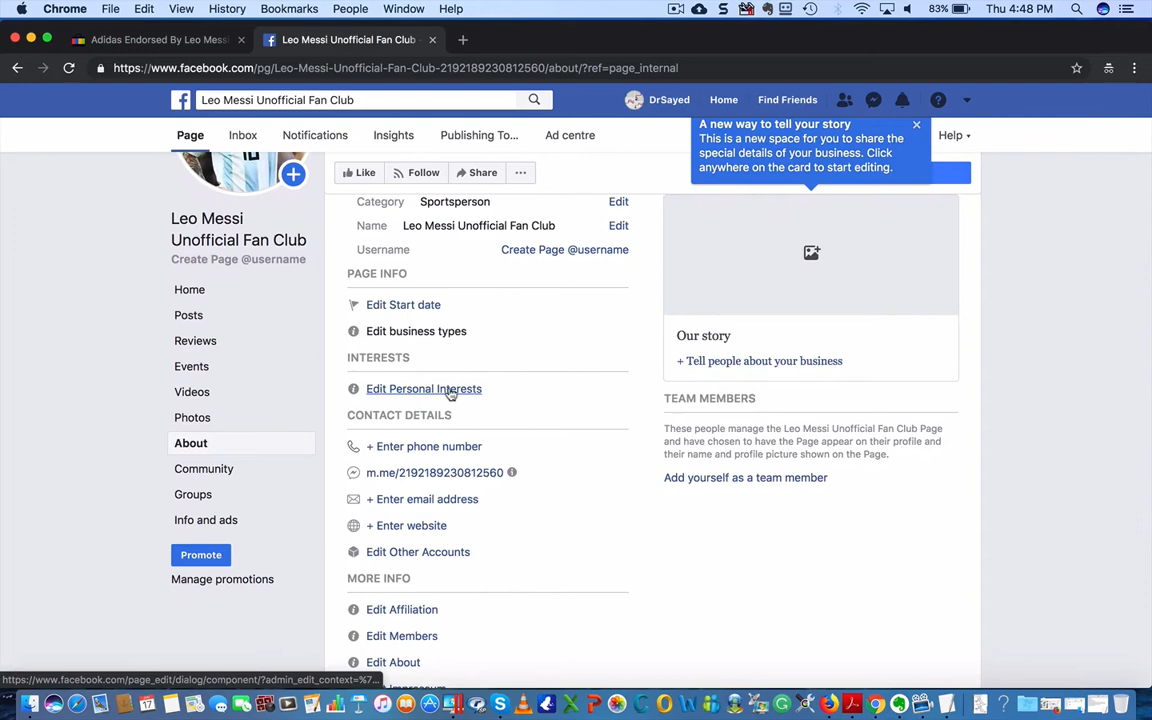 Chrome File Edit View History Bookmarks People Window Help 83% Thu 4:48 PM
Adidas Endorsed By Leo Mess × Leo Messi Unofficial Fan Club - ×
https://www.facebook.com/pg/Leo-Messi-Unofficial-Fan-Club-2192189230812560/about/?ref=page_internal
Leo Messi Unofficial Fan Club DrSayed Home Find Friends
Page Inbox Notifications Insights Publishing To... Ad centre Help
A new way to tell your story
This is a new space for you to share the
special details of your business. Click
anywhere on the card to start editing.
Like Follow Share ...
Leo Messi
Unofficial Fan Club
Create Page @username
Home
Posts
Reviews
Events
Videos
Photos
About
Community
Groups
Info and ads
Promote
Manage promotions
Category Sportsperson Edit
Name Leo Messi Unofficial Fan Club Edit
Username Create Page @username
PAGE INFO
Edit Start date
Edit business types
INTERESTS
Edit Personal Interests
CONTACT DETAILS
+ Enter phone number
m.me/2192189230812560
+ Enter email address
+ Enter website
Edit Other Accounts
MORE INFO
Edit Affiliation
Edit Members
Edit About
Our story
+ Tell people about your business
TEAM MEMBERS
These people manage the Leo Messi Unofficial Fan Club Page
and have chosen to have the Page appear on their profile and
their name and profile picture shown on the Page.
Add yourself as a team member
https://www.facebook.com/page_edit/dialog/component/?admin_edit_context=%7...